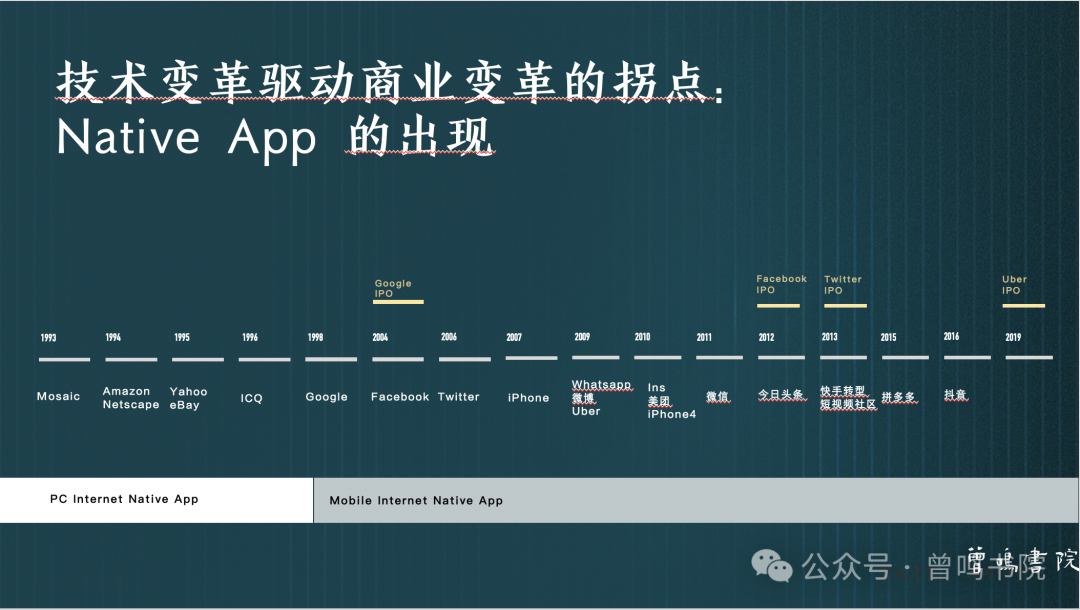 技术变革驱动商业变革的拐点:
Native App 的出现
Google
IPO
Facebook
IPO
Twitter
IPO
Uber
IPO
1993
1994
1995
1996
1998
2004
2006
2007
2009
2010
2011
2012
2013
2015
2016
2019
Mosaic
Amazon
Netscape
Yahoo
eBay
ICQ
Google
Facebook
Twitter
iPhone
Whatsapp
微博
Uber
Ins
美团
iPhone4
微信
今日头条
快手转型
短视频社区
拼多多
抖音
PC Internet Native App
Mobile Internet Native App
曾鸣書院
公众号·曾鸣书院